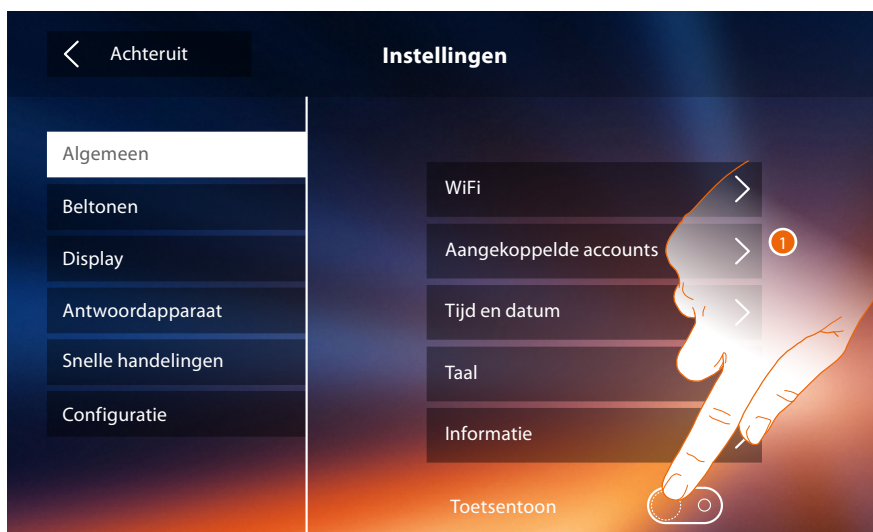 Achteruit
Instellingen
Algemeen
Beltonen
Display
Antwoordapparaat
Snelle handelingen
Configuratie
WiFi
Aangekoppelde accounts
1
Tijd en datum
Taal
Informatie
Toetsentoon